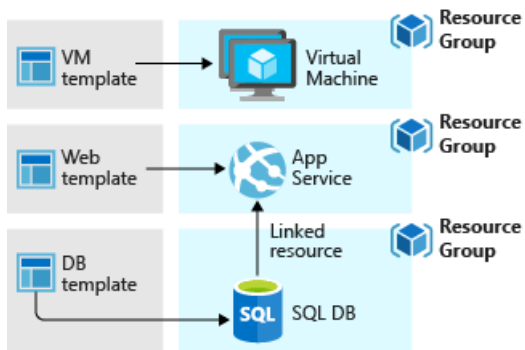 VM
template
Virtual
Machine
Resource
Group
Web
template
App
Service
Resource
Group
Linked
resource
DB
template
SQL
SQL DB
Resource
Group